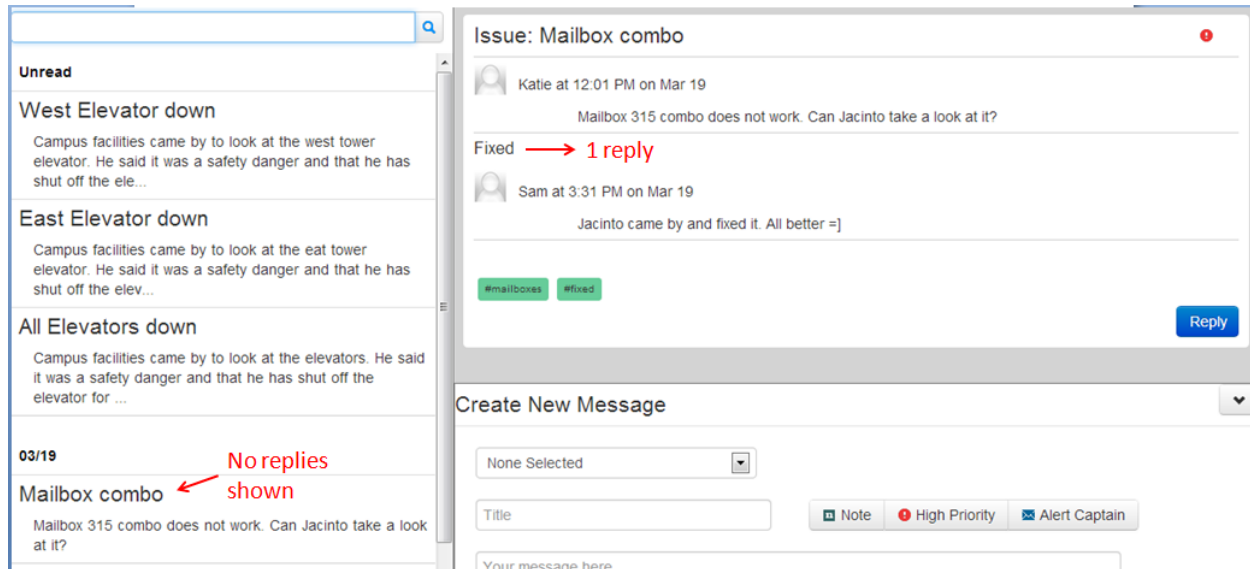 Unread
West Elevator down
Campus facilities came by to look at the west tower
elevator. He said it was a safety danger and that he has
shut off the ele...
East Elevator down
Campus facilities came by to look at the eat tower
elevator. He said it was a safety danger and that he has
shut off the elev...
All Elevators down
Campus facilities came by to look at the elevators. He said
it was a safety danger and that he has shut off the
elevator for ...
03/19
No replies
shown
Mailbox combo
Mailbox 315 combo does not work. Can Jacinto take a look
at it?
Issue: Mailbox combo
Katie at 12:01 PM on Mar 19
Mailbox 315 combo does not work. Can Jacinto take a look at it?
Fixed
1 reply
Sam at 3:31 PM on Mar 19
Jacinto came by and fixed it. All better =]
#mailboxes #fixed
Reply
Create New Message
None Selected
Title
Note High Priority Alert Captain
Your message here